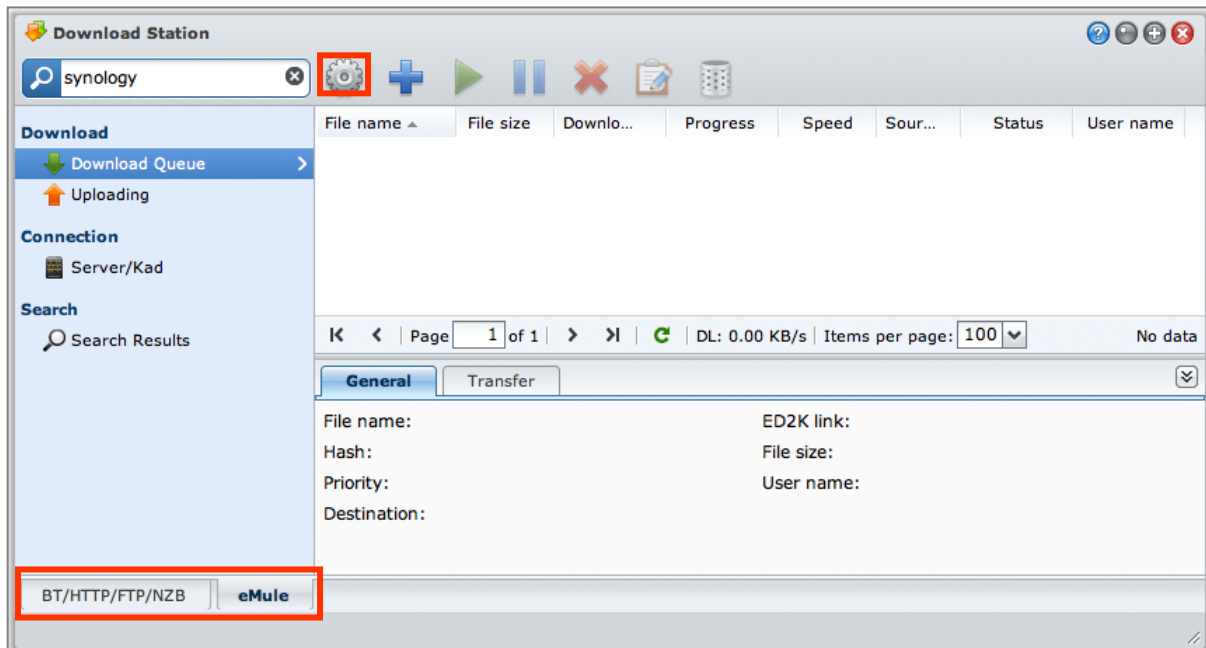 Download Station
synology
Download
Download Queue
Uploading
Connection
Server/Kad
Search
Search Results
File name File size Downlo... Progress Speed Sour... Status User name
Page 1 of 1 DL: 0.00 KB/s Items per page: 100 No data
General Transfer
File name: ED2K link:
Hash: File size:
Priority: User name:
Destination:
BT/HTTP/FTP/NZB eMule